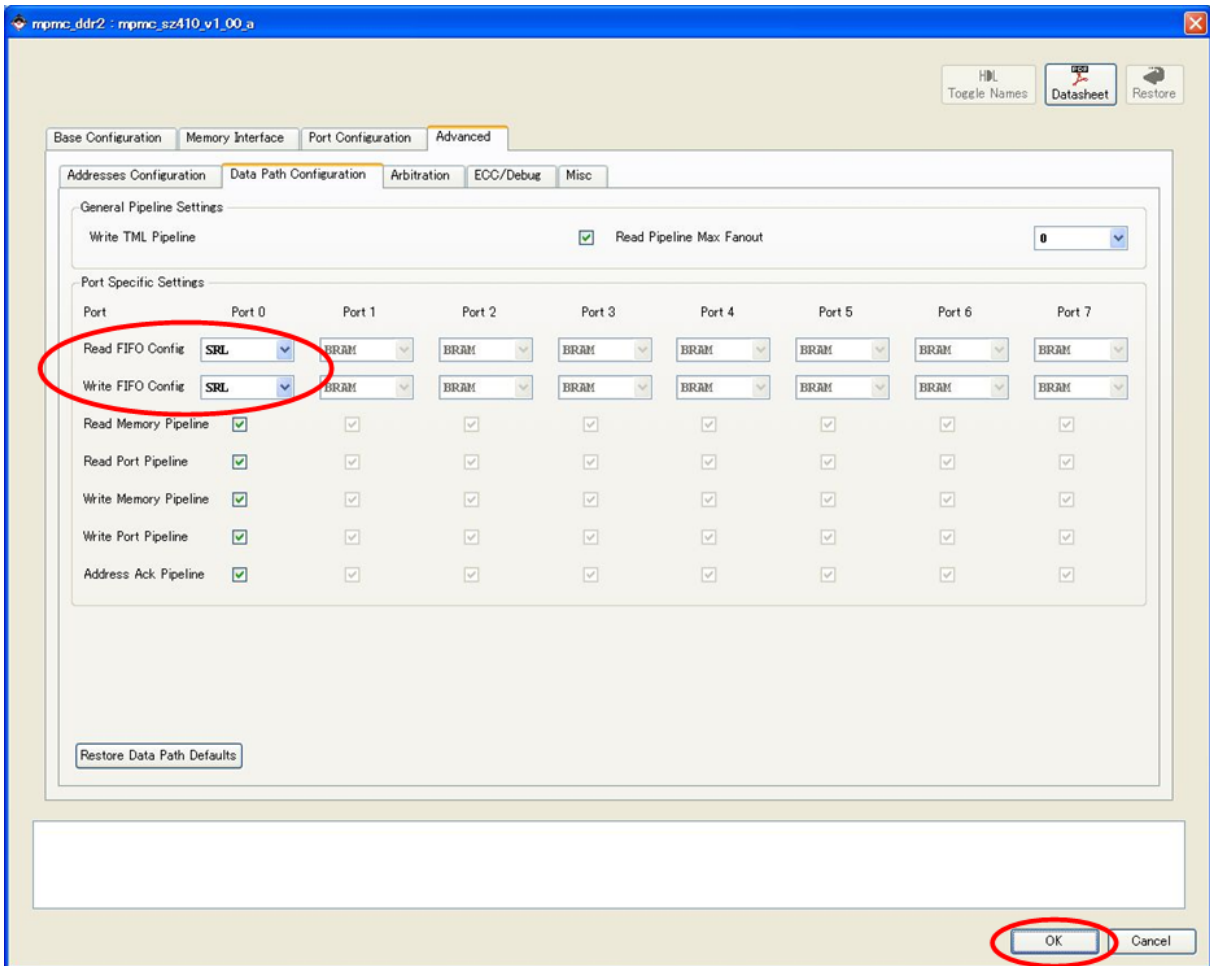 mpmc_ddr2 : mpmc_sz410_v1_00_a
HDL
Toggle Names
PDF
Datasheet
Restore
Base Configuration Memory Interface Port Configuration Advanced
Addresses Configuration Data Path Configuration Arbitration ECC/Debug Misc
General Pipeline Settings
Write TML Pipeline Read Pipeline Max Fanout 0
Port Specific Settings
Port Port 0 Port 1 Port 2 Port 3 Port 4 Port 5 Port 6 Port 7
Read FIFO Config SRL BRAM BRAM BRAM BRAM BRAM BRAM BRAM
Write FIFO Config SRL BRAM BRAM BRAM BRAM BRAM BRAM BRAM
Read Memory Pipeline
Read Port Pipeline
Write Memory Pipeline
Write Port Pipeline
Address Ack Pipeline
Restore Data Path Defaults
OK Cancel